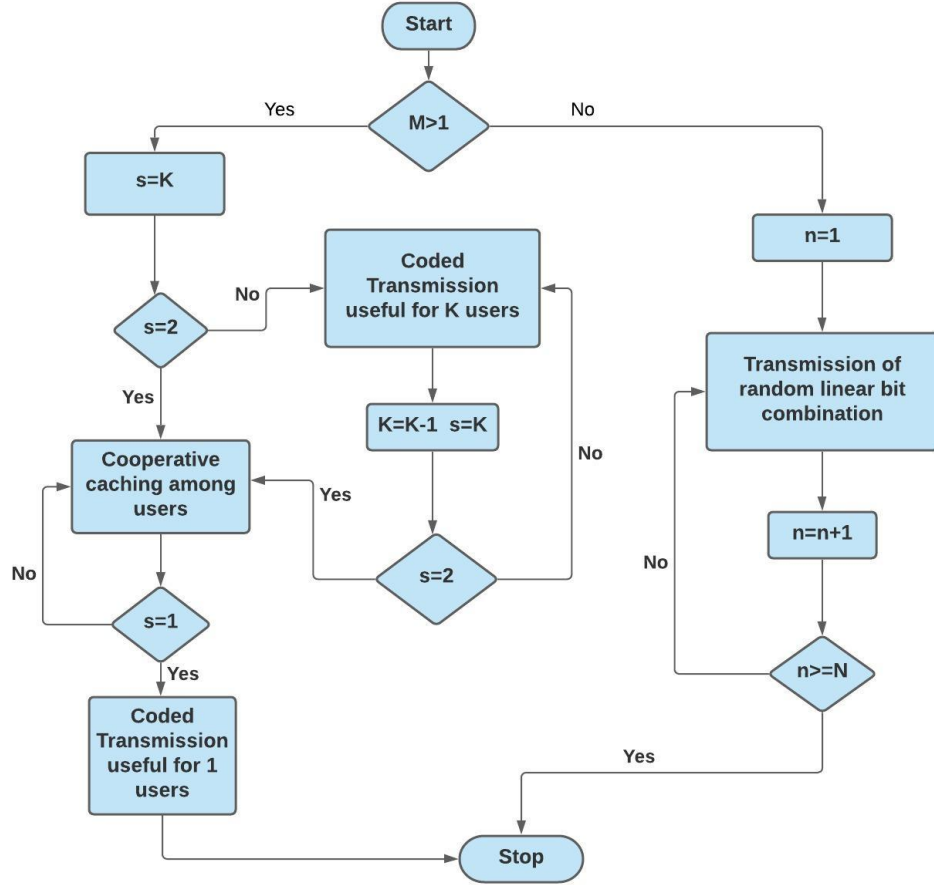 Start
M>1
Yes
No
s=K
n=1
Coded
Transmission
useful for K users
s=2
No
Yes
Transmission of
random linear bit
combination
K=K-1 s=K
No
Cooperative
caching among
users
Yes
n=n+1
No
s=2
No
s=1
Yes
n>=N
Coded
Transmission
useful for 1
users
Yes
Stop